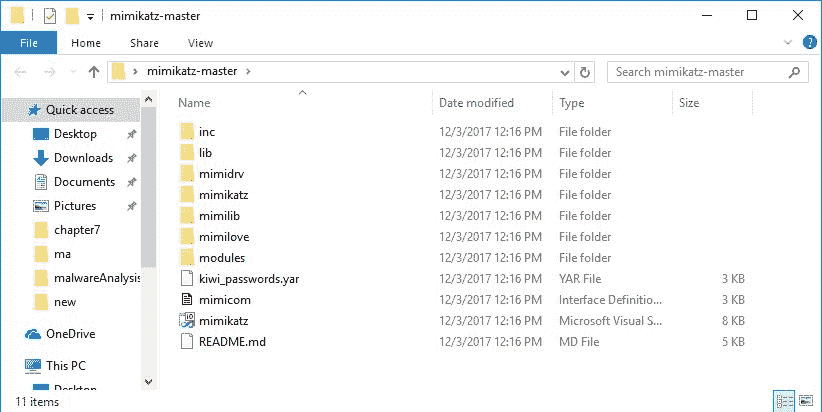 mimikatz-master
File Home Share View
mimikatz-master
Search mimikatz-master
Name Date modified Type Size
Quick access
Desktop
Downloads
Documents
Pictures
chapter7
ma
malwareAnalysis
new
OneDrive
This PC
Desktop
inc 12/3/2017 12:16 PM File folder
lib 12/3/2017 12:16 PM File folder
mimidrv 12/3/2017 12:16 PM File folder
mimikatz 12/3/2017 12:16 PM File folder
mimilib 12/3/2017 12:16 PM File folder
mimilove 12/3/2017 12:16 PM File folder
modules 12/3/2017 12:16 PM File folder
kiwi_passwords.yar 12/3/2017 12:16 PM YAR File 3 KB
mimicom 12/3/2017 12:16 PM Interface Definitio... 3 KB
mimikatz 12/3/2017 12:16 PM Microsoft Visual S... 8 KB
README.md 12/3/2017 12:16 PM MD File 5 KB
11 items